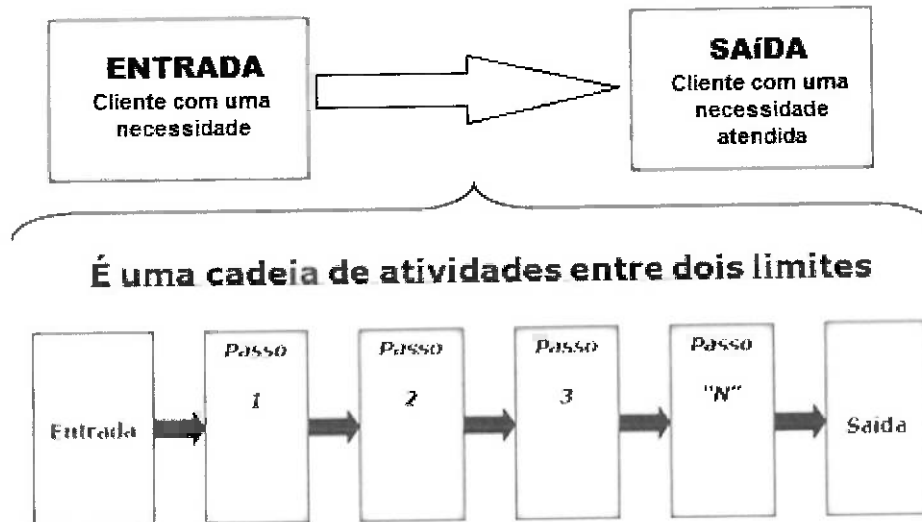 ENTRADA
Cliente com uma
necessidade
SAíDA
Cliente com uma
necessidade
atendida
É uma cadeia de atividades entre dois limites
Entrada
Passo
1
Passo
2
Passo
3
Passo
"N"
Saída